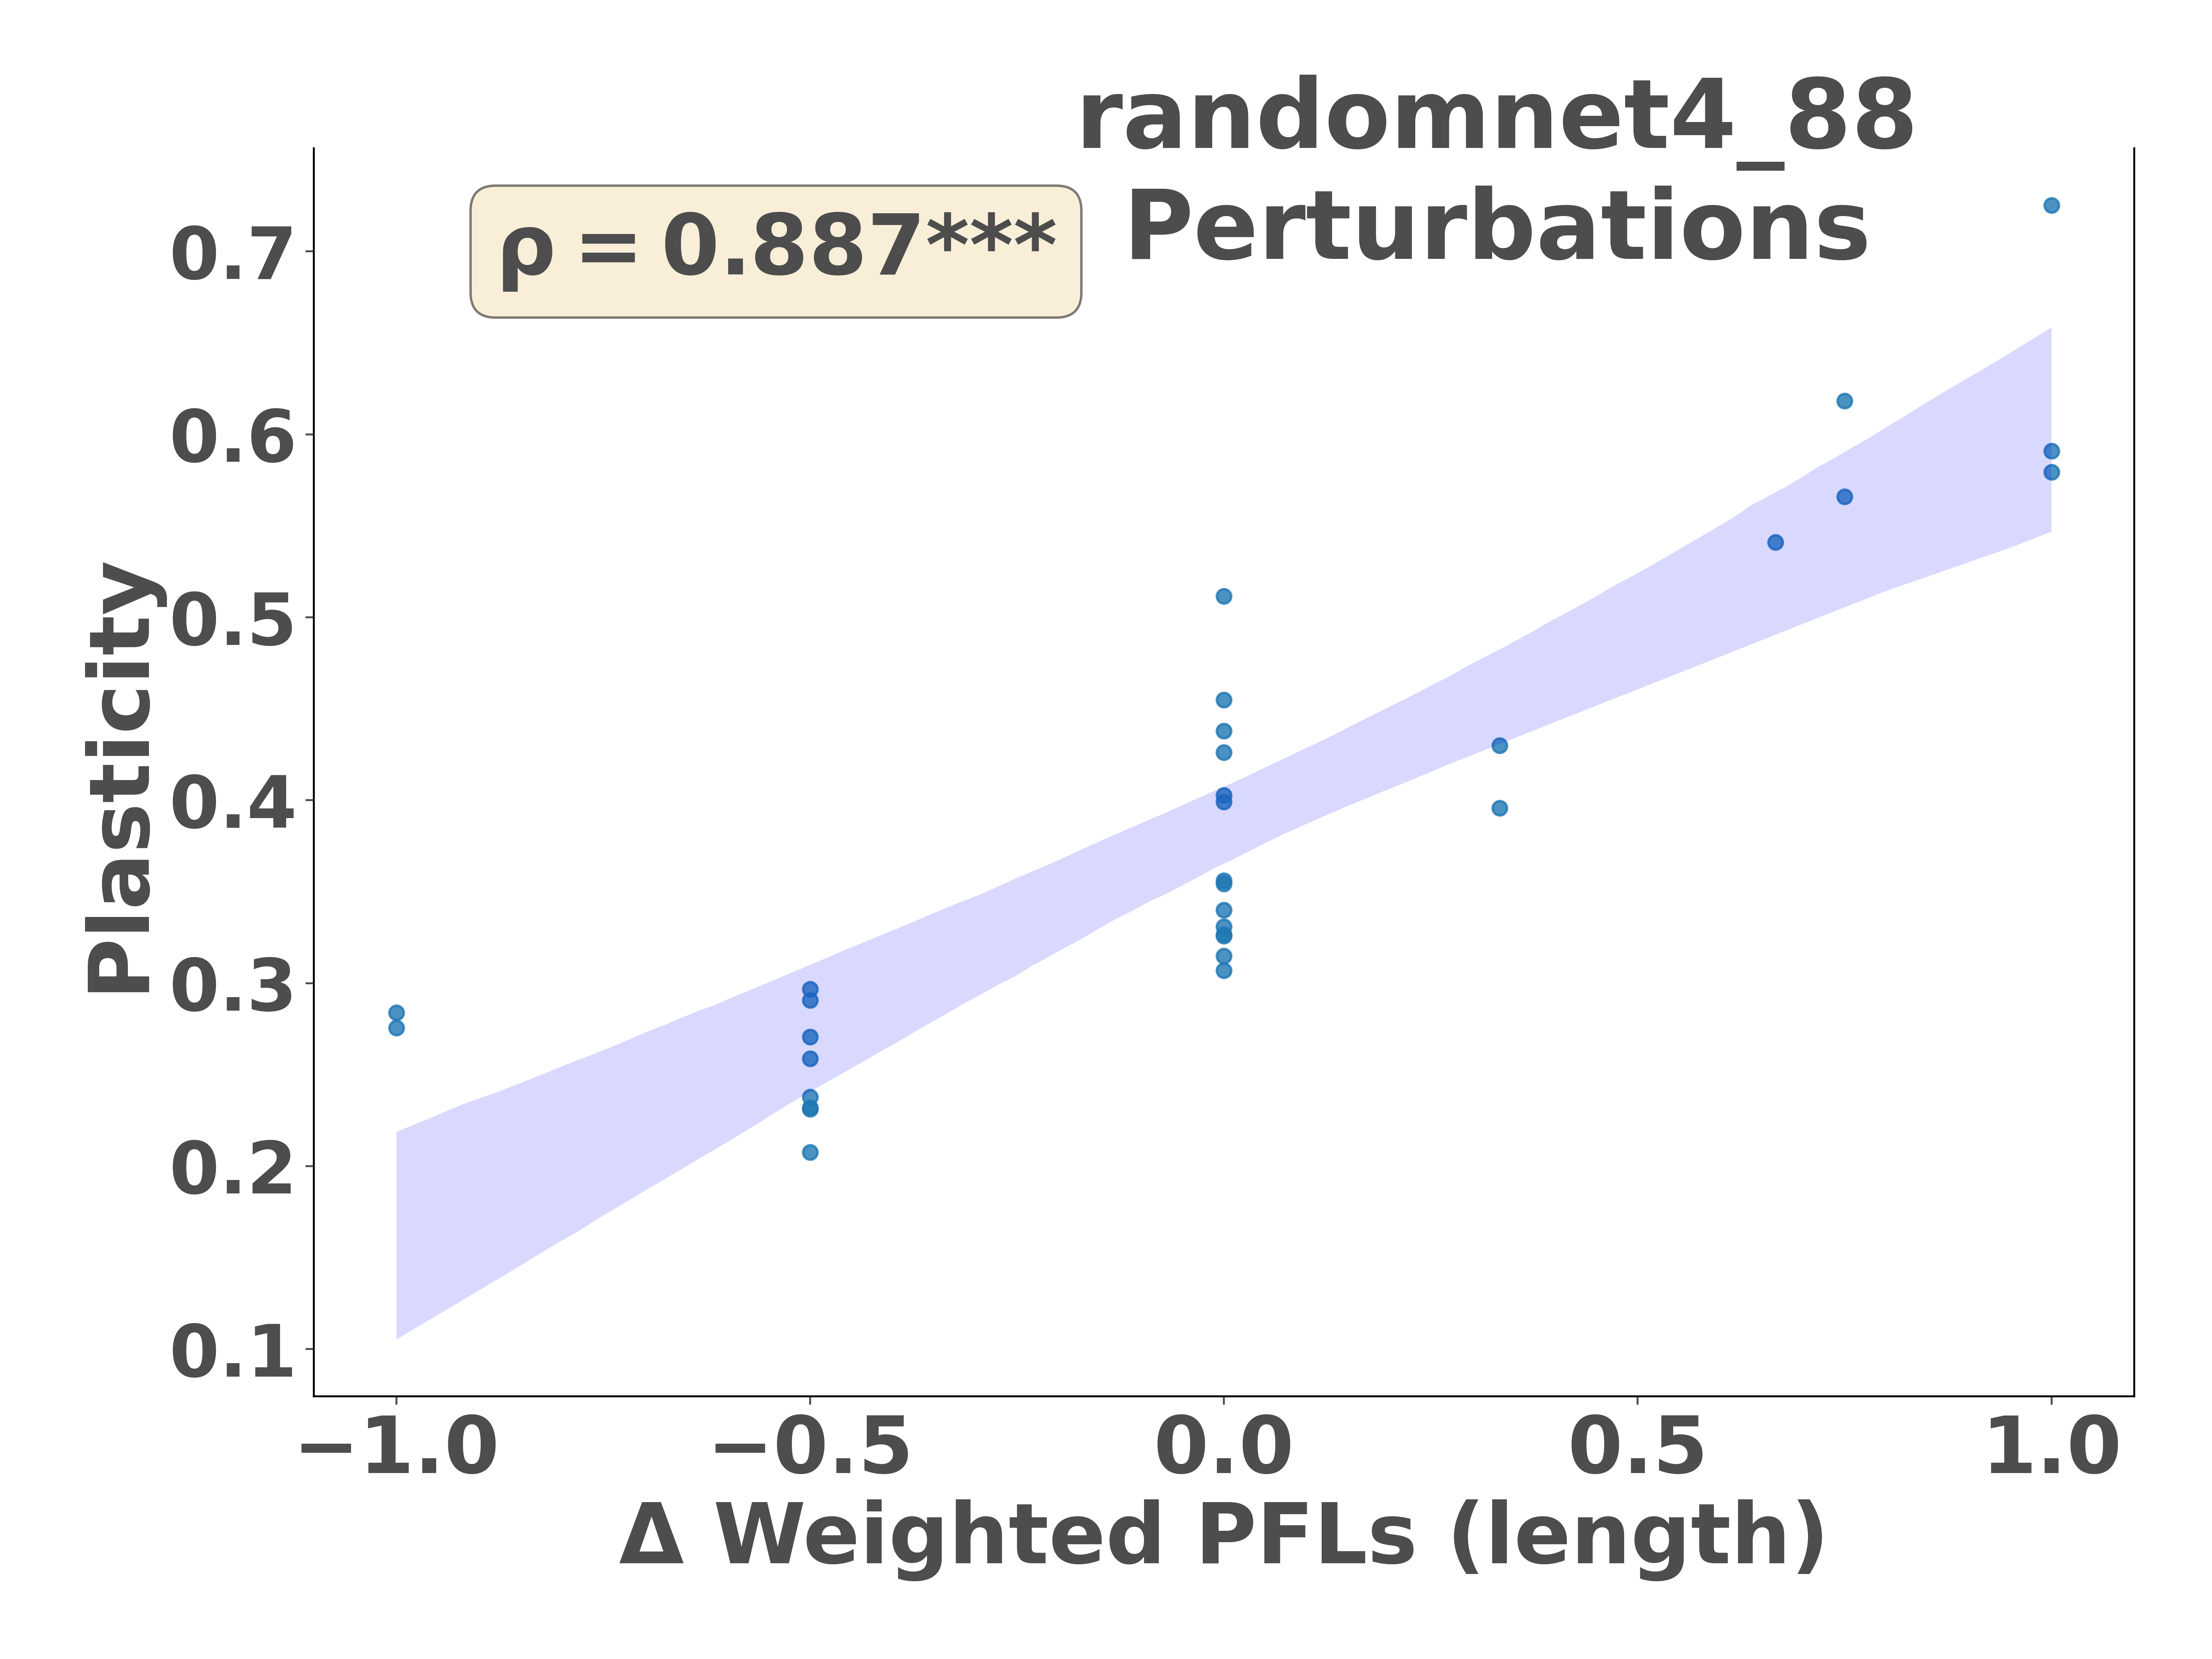 randomnet4_88
Perturbations
ρ = 0.887***
Plasticity
0.7
0.6
0.5
0.4
0.3
0.2
0.1
−1.0
−0.5
0.0
0.5
1.0
Δ Weighted PFLs (length)